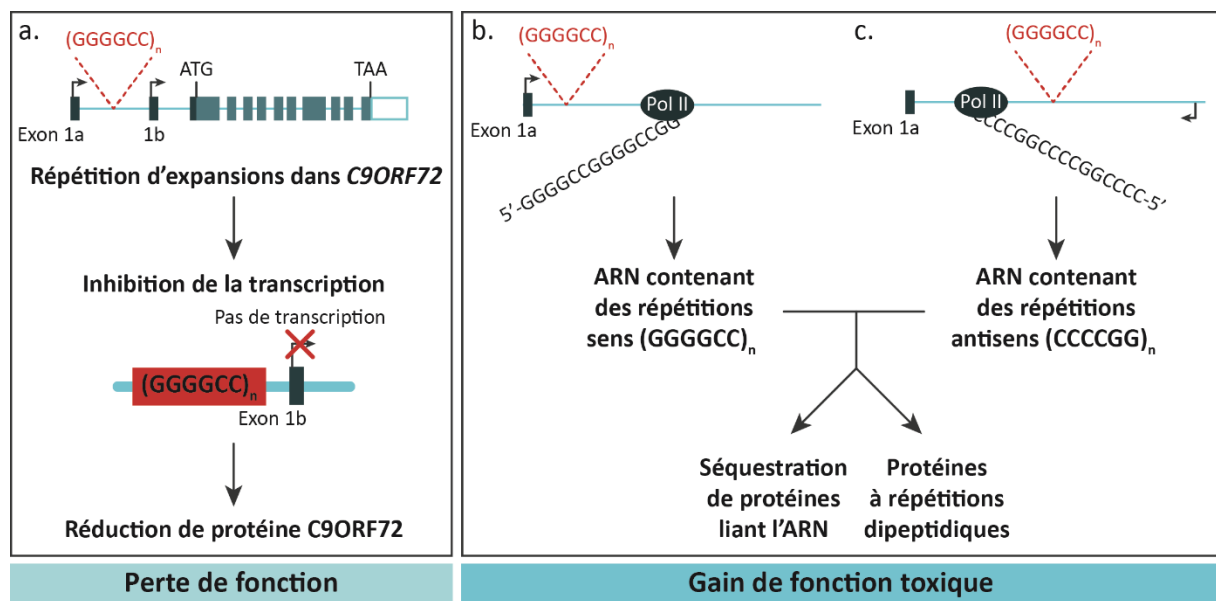 a.
(GGGGCC)n
ATG
TAA
Exon 1a
1b
Répétition d'expansions dans C9ORF72
Inhibition de la transcription
Pas de transcription
(GGGGCC)n
Exon 1b
Réduction de protéine C9ORF72
Perte de fonction
b.
(GGGGCC)n
Pol II
Exon 1a
5'-GGGGCCGGGGCCGG
ARN contenant
des répétitions
sens (GGGGCC)n
c.
(GGGGCC)n
Pol II
Exon 1a
CCCCGGCCCCGGCCCC-5'
ARN contenant
des répétitions
antisens (CCCCGG)n
Séquestration
de protéines
liant l'ARN
Protéines
à répétitions
dipeptidiques
Gain de fonction toxique